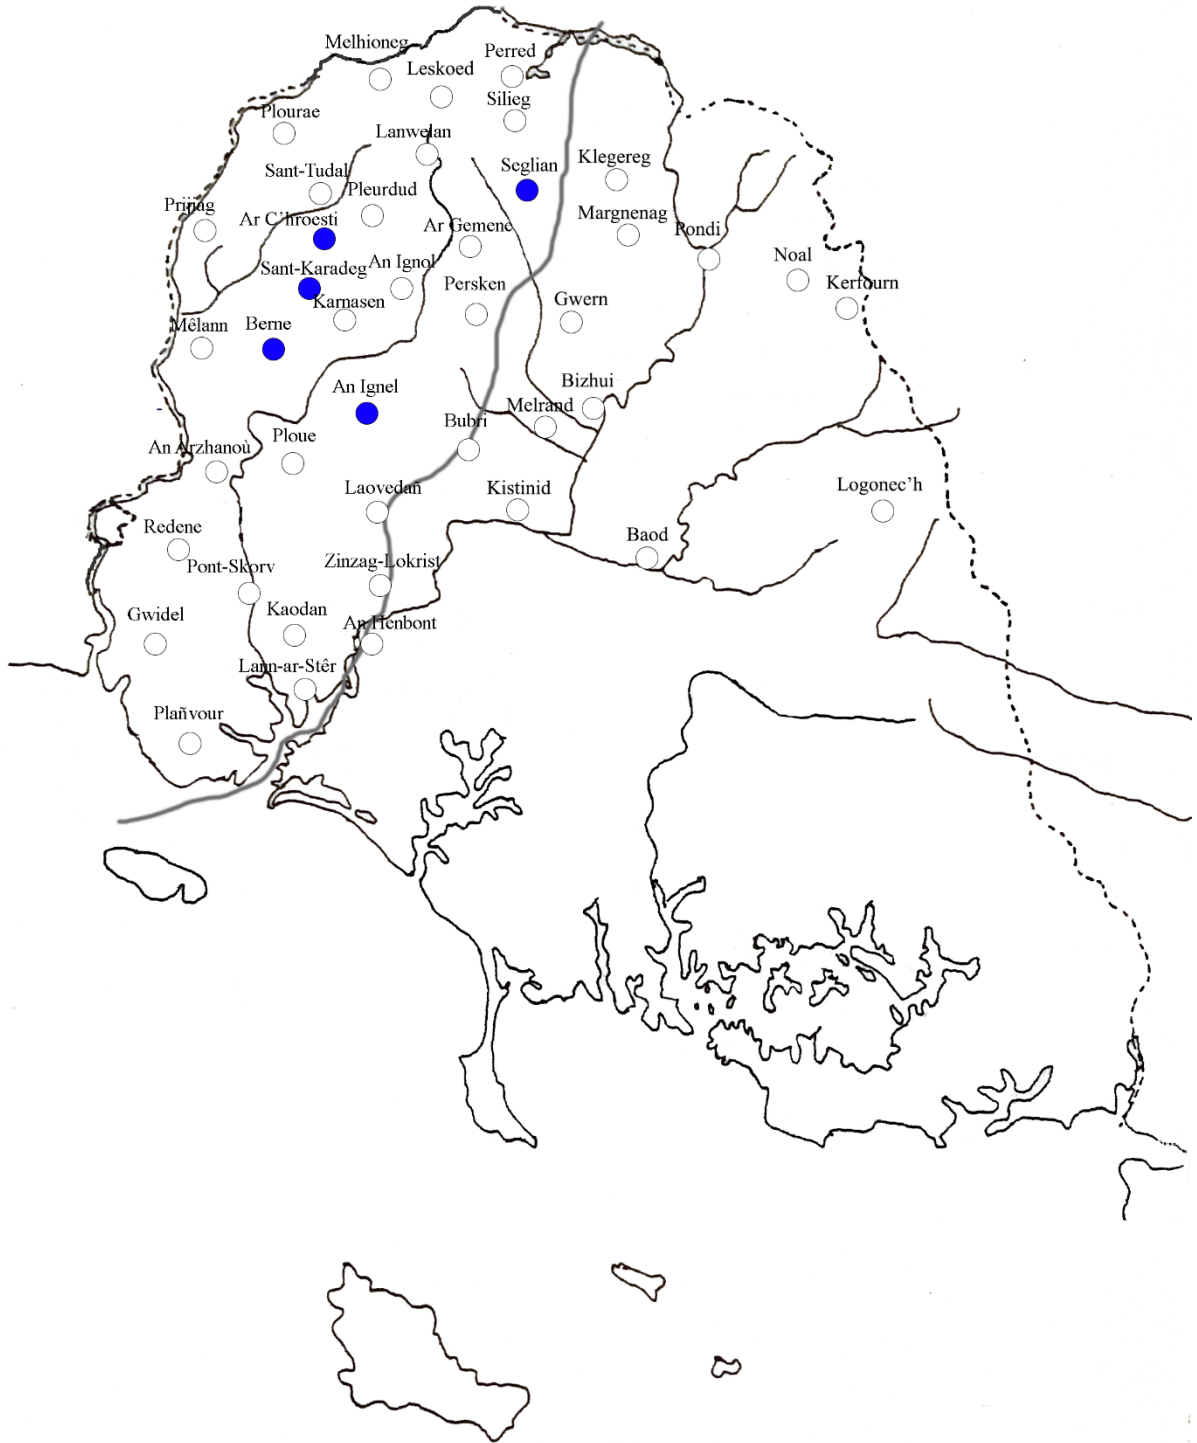 Melhioneg
Perred
Leskoed
Silieg
Plourae
Lanwelan
Klegereg
Seglian
Sant-Tudal
Pleurdud
Priñag
Ar C'hroesti
Margnenag
Ar Gemene
Pondi
Noal
Sant-Karadeg
An Ignol
Persken
Kerfourn
Karnasen
Gwern
Mêlann
Berne
An Ignel
Bizhui
Melrand
Bubri
Ploue
An Arzhanoù
Laovedan
Kistinid
Logonec’h
Redene
Baod
Pont-Skorv
Zinzag-Lokrist
Gwidel
Kaodan
An Henbont
Lann-ar-Stêr
Plañvour